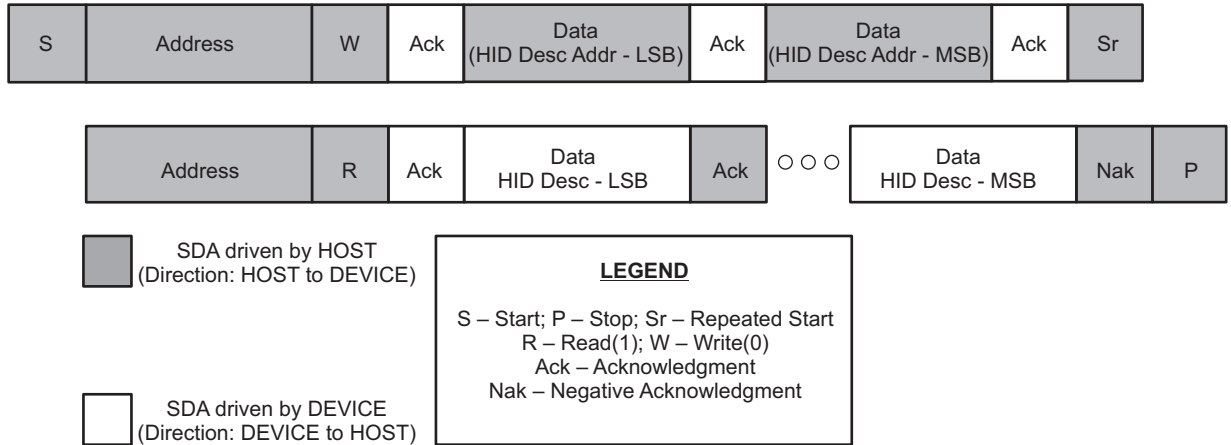 S Address W Ack Data (HID Desc Addr - LSB) Ack Data (HID Desc Addr - MSB) Ack Sr
Address R Ack Data HID Desc - LSB Ack Data HID Desc - MSB Nak P
SDA driven by HOST
(Direction: HOST to DEVICE)
SDA driven by DEVICE
(Direction: DEVICE to HOST)
LEGEND
S – Start; P – Stop; Sr – Repeated Start
R – Read(1); W – Write(0)
Ack – Acknowledgment
Nak – Negative Acknowledgment